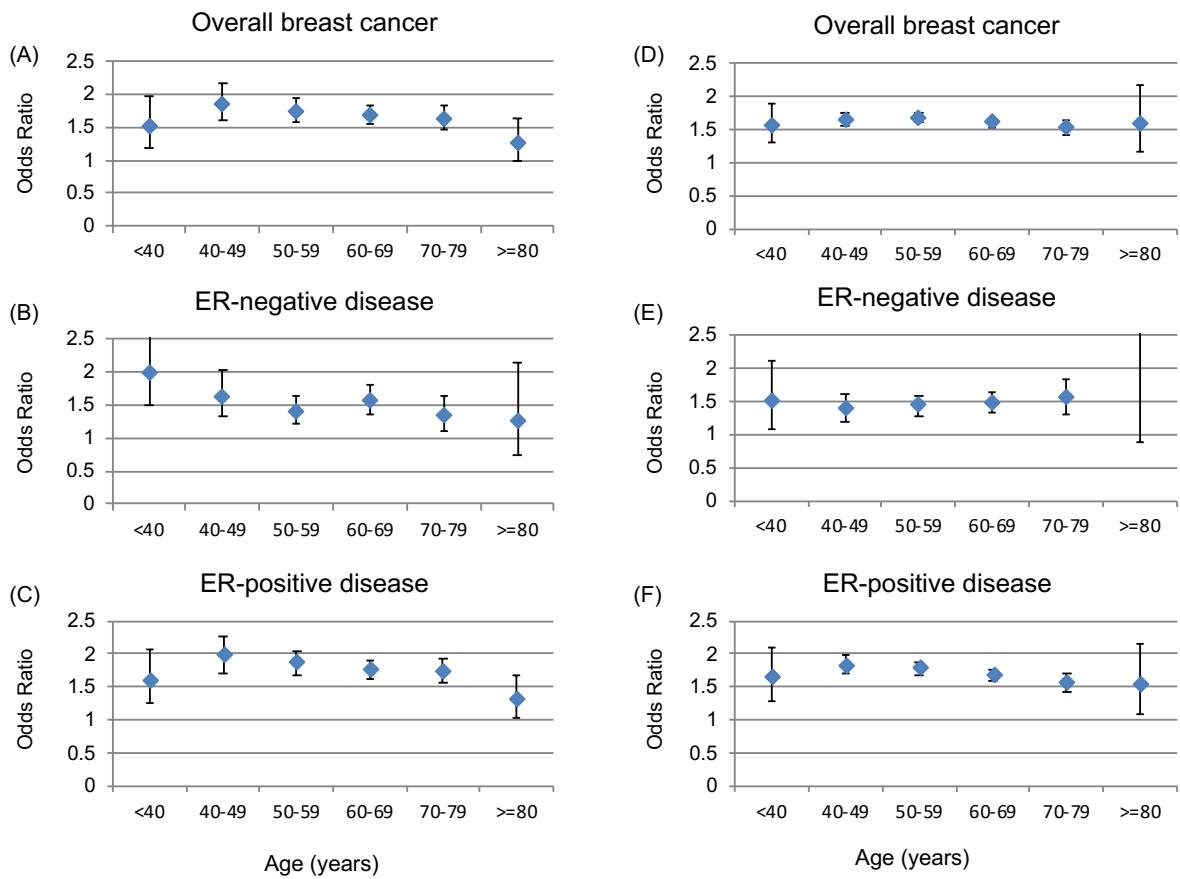 Overall breast cancer
(A)
Odds Ratio
2.5
2
1.5
1
0.5
0
<40 40-49 50-59 60-69 70-79 >=80
ER-negative disease
(B)
Odds Ratio
2.5
2
1.5
1
0.5
0
<40 40-49 50-59 60-69 70-79 >=80
ER-positive disease
(C)
Odds Ratio
2.5
2
1.5
1
0.5
0
<40 40-49 50-59 60-69 70-79 >=80
Age (years)
Overall breast cancer
(D)
Odds Ratio
2.5
2
1.5
1
0.5
0
<40 40-49 50-59 60-69 70-79 >=80
ER-negative disease
(E)
Odds Ratio
2.5
2
1.5
1
0.5
0
<40 40-49 50-59 60-69 70-79 >=80
ER-positive disease
(F)
Odds Ratio
2.5
2
1.5
1
0.5
0
<40 40-49 50-59 60-69 70-79 >=80
Age (years)